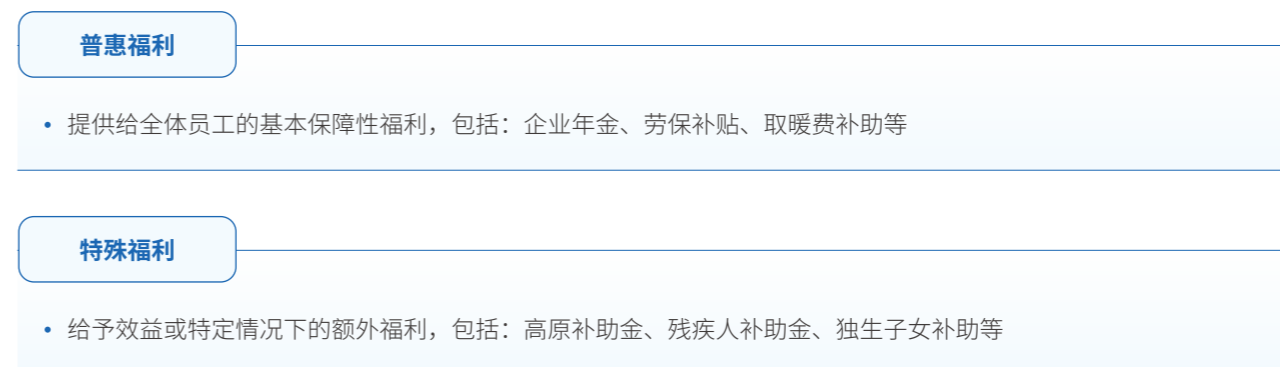 普惠福利
• 提供给全体员工的基本保障性福利，包括：企业年金、劳保补贴、取暖费补助等
特殊福利
• 给予效益或特定情况下的额外福利，包括：高原补助金、残疾人补助金、独生子女补助等